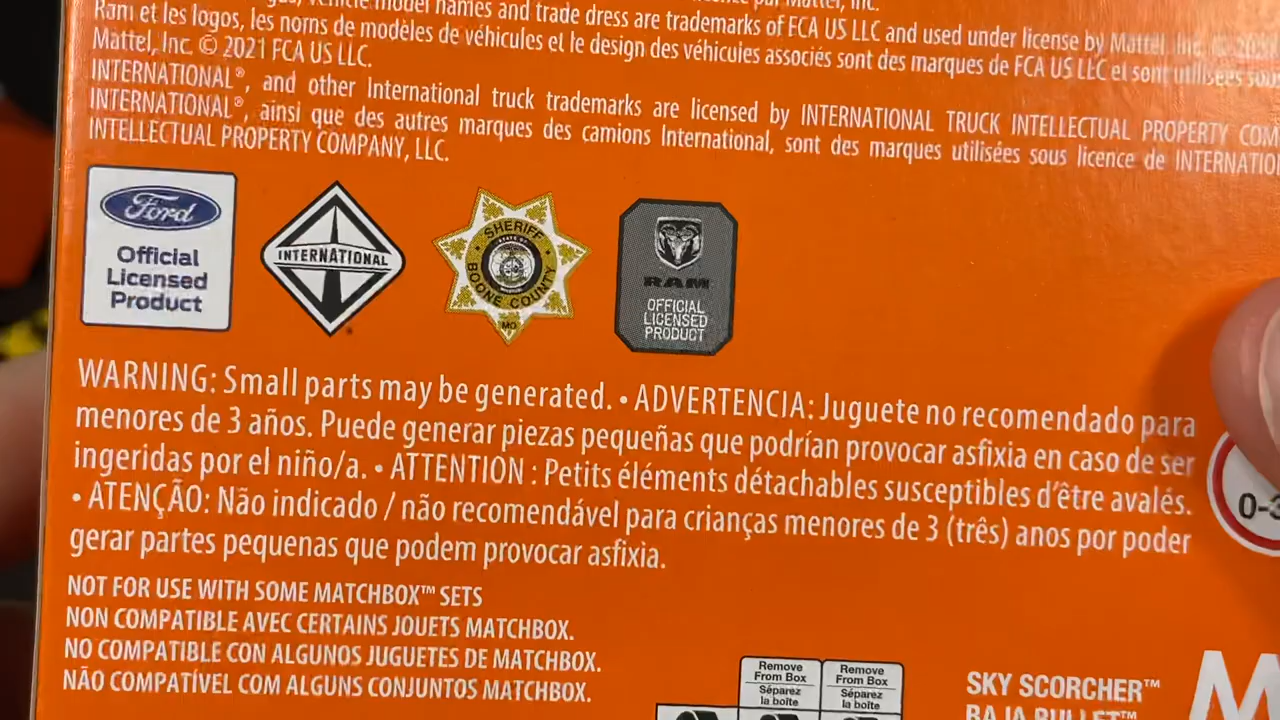 vehicle model names and trade dress are trademarks of FCA US LLC and used under license by Mattel, Inc.
Ram et les logos, les noms de modèles de véhicules et le design des véhicules associés sont des marques de FCA US LLC et sont utilisées sous
Mattel, Inc. © 2021 FCA US LLC.
INTERNATIONAL®, and other International truck trademarks are licensed by INTERNATIONAL TRUCK INTELLECTUAL PROPERTY COM
INTERNATIONAL®, ainsi que des autres marques des camions International, sont des marques utilisées sous licence de INTERNATIO
INTELLECTUAL PROPERTY COMPANY, LLC.
Ford
Official
Licensed
Product
INTERNATIONAL®
SHERIFF
STATE OF
BOONE COUNTY
MO
RAM
OFFICIAL
LICENSED
PRODUCT
WARNING: Small parts may be generated. • ADVERTENCIA: Juguete no recomendado para
menores de 3 años. Puede generar piezas pequeñas que podrían provocar asfixia en caso de ser
ingeridas por el niño/a. • ATTENTION : Petits éléments détachables susceptibles d'être avalés.
• ATENÇÃO: Não indicado / não recomendável para crianças menores de 3 (três) anos por poder
gerar partes pequenas que podem provocar asfixia.
0-3
NOT FOR USE WITH SOME MATCHBOX™ SETS
NON COMPATIBLE AVEC CERTAINS JOUETS MATCHBOX.
NO COMPATIBLE CON ALGUNOS JUGUETES DE MATCHBOX.
NÃO COMPATÍVEL COM ALGUNS CONJUNTOS MATCHBOX.
Remove
From Box
Séparez
la boîte
Remove
From Box
Séparez
la boîte
SKY SCORCHER™
BAJA BULLET™
M